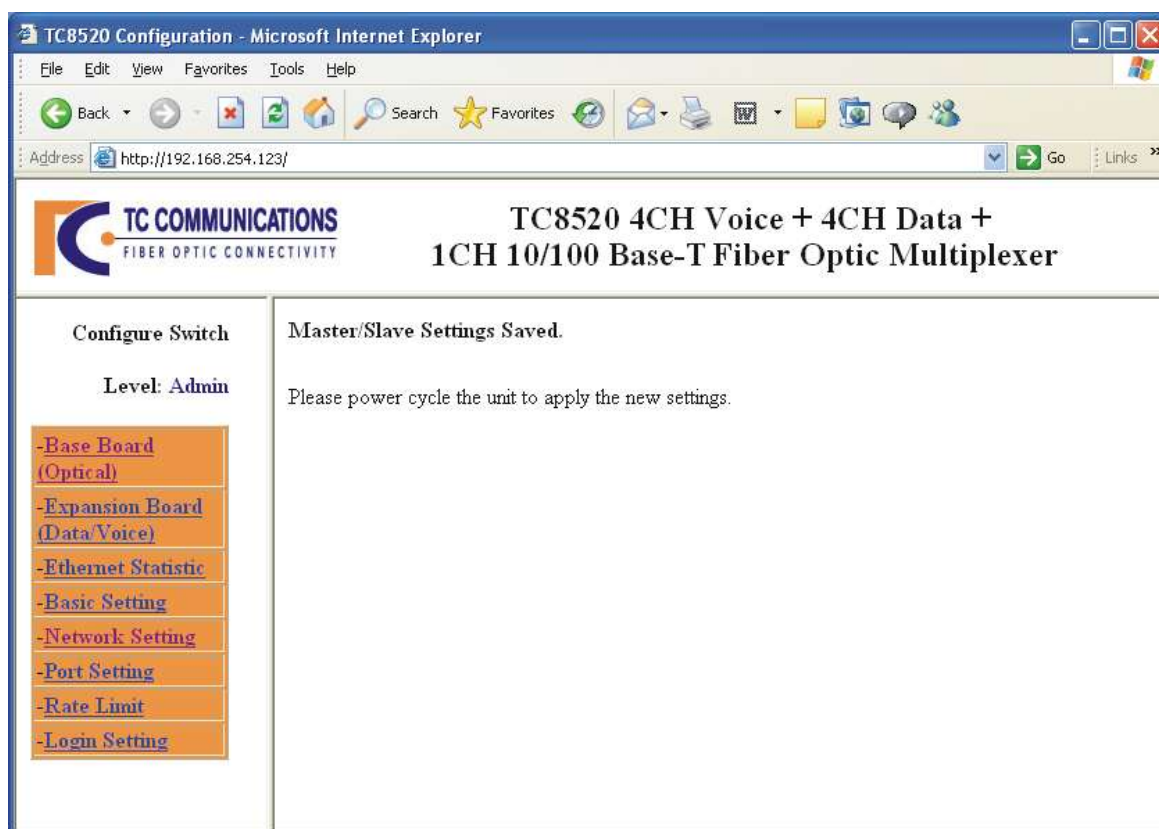 TC8520 Configuration - Microsoft Internet Explorer
File Edit View Favorites Tools Help
Back Search Favorites
Address http://192.168.254.123/ Go Links »
TC COMMUNICATIONS
FIBER OPTIC CONNECTIVITY
TC8520 4CH Voice + 4CH Data +
1CH 10/100 Base-T Fiber Optic Multiplexer
Configure Switch
Level: Admin
-Base Board
(Optical)
-Expansion Board
(Data/Voice)
-Ethernet Statistic
-Basic Setting
-Network Setting
-Port Setting
-Rate Limit
-Login Setting
Master/Slave Settings Saved.
Please power cycle the unit to apply the new settings.